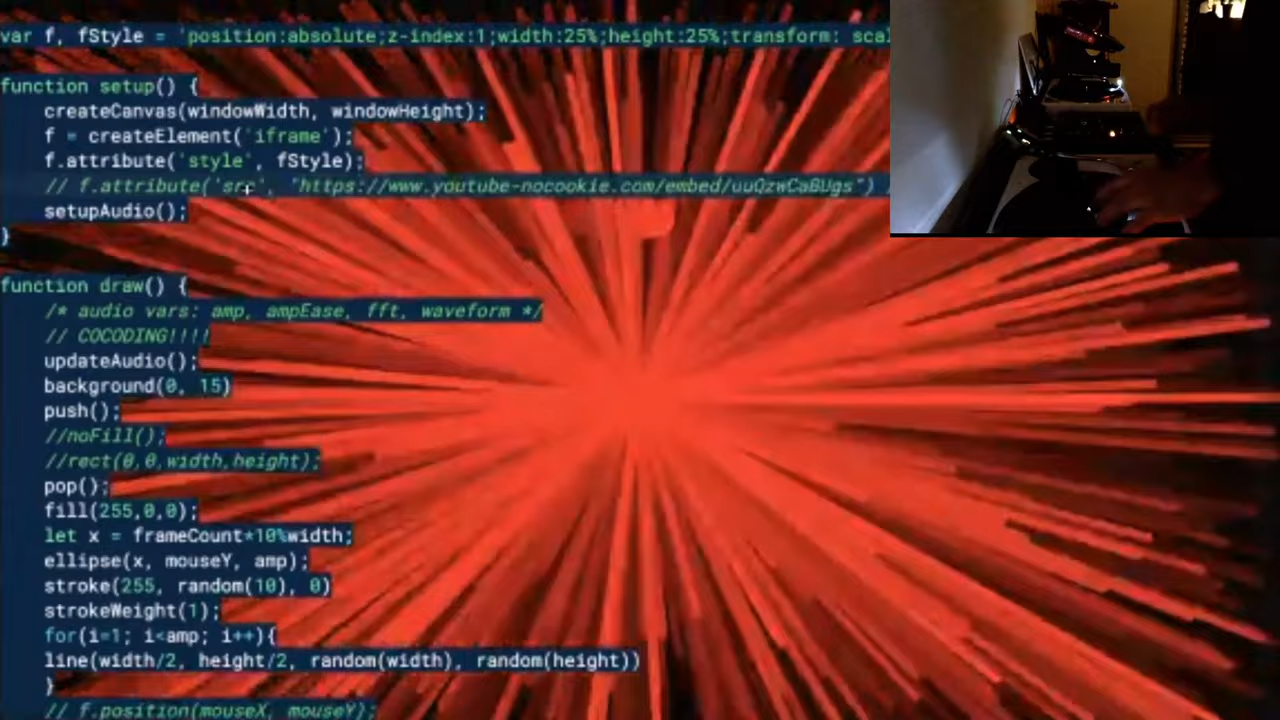 var f, fStyle = 'position:absolute;z-index:1;width:25%;height:25%;transform: scal
function setup() {
createCanvas(windowWidth, windowHeight);
f = createElement('iframe');
f.attribute('style', fStyle);
// f.attribute('src', "https://www.youtube-nocookie.com/embed/uuQzwCaBUgs")
setupAudio();
}
function draw() {
/* audio vars: amp, ampEase, fft, waveform */
// COCODING!!!!
updateAudio();
background(0, 15)
push();
//noFill();
//rect(0,0,width,height);
pop();
fill(255,0,0);
let x = frameCount*10%width;
ellipse(x, mouseY, amp);
stroke(255, random(10), 0)
strokeWeight(1);
for(i=1; i<amp; i++){
line(width/2, height/2, random(width), random(height))
}
// f.position(mouseX, mouseY);